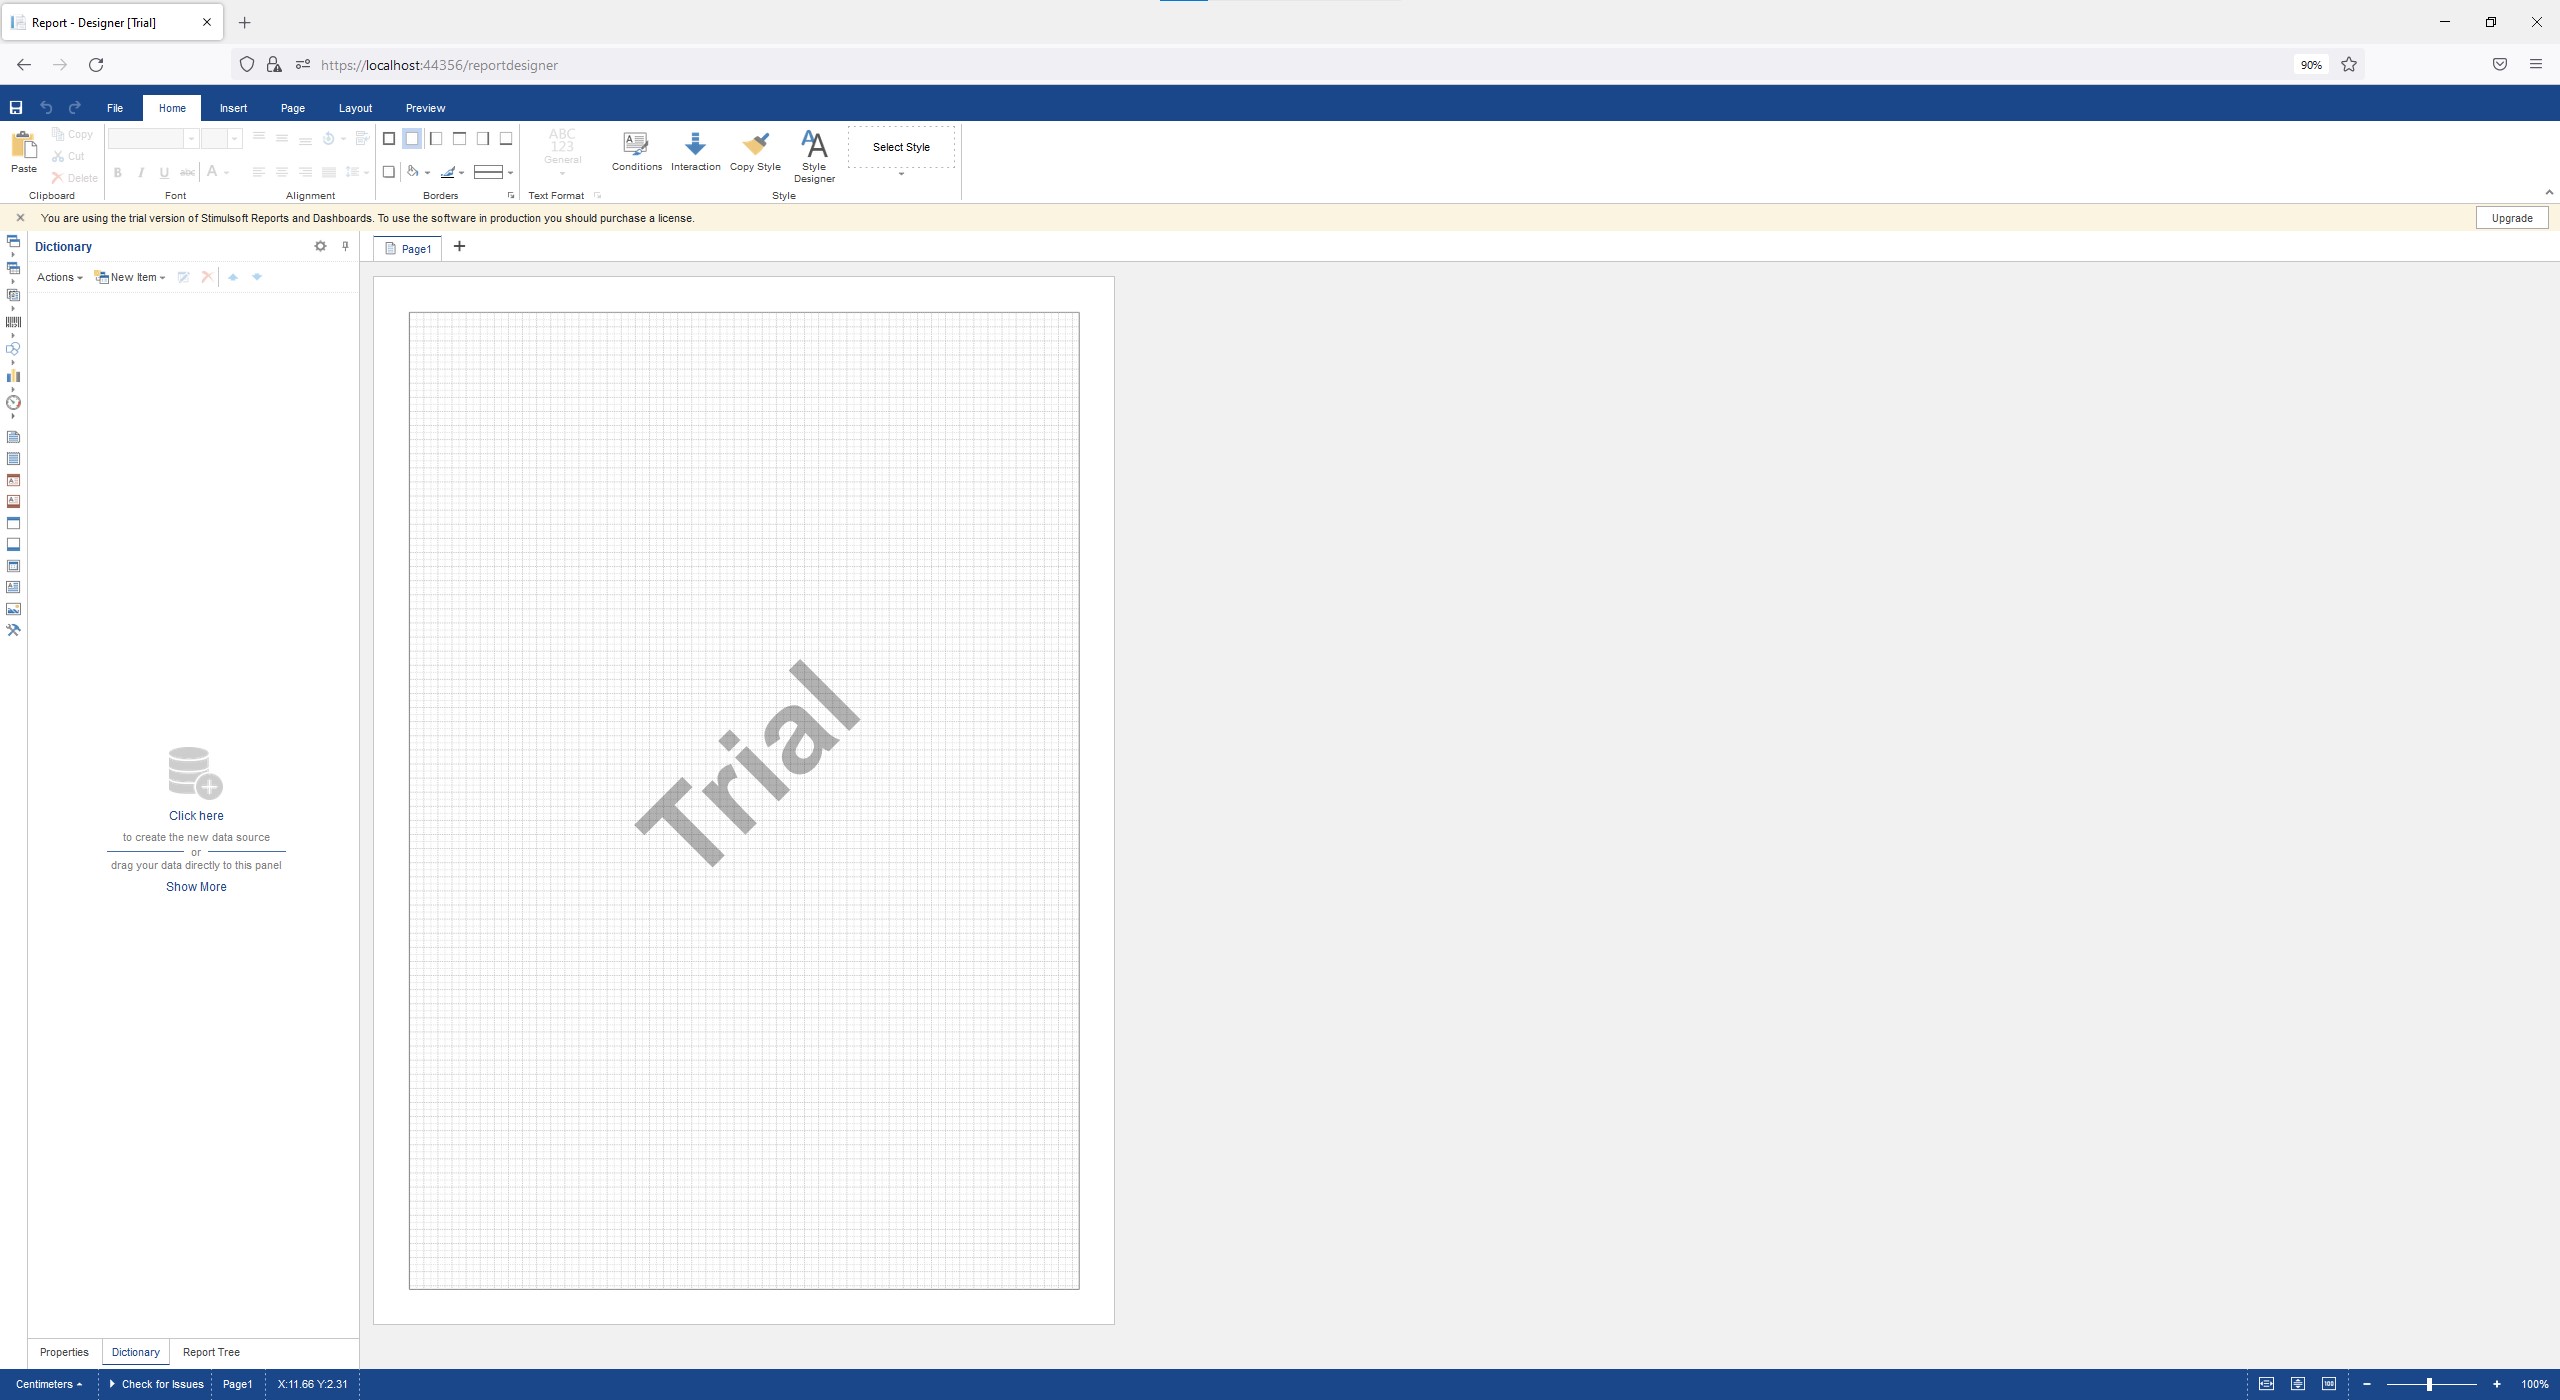 Report - Designer [Trial]
https://localhost:44356/reportdesigner
90%
File
Home
Insert
Page
Layout
Preview
Paste
Copy
Cut
Delete
Clipboard
B I U abc A
Font
Alignment
Borders
ABC
123
General
Text Format
Conditions
Interaction
Copy Style
Style
Designer
Select Style
Style
You are using the trial version of Stimulsoft Reports and Dashboards. To use the software in production you should purchase a license.
Upgrade
Dictionary
Actions
New Item
Page1
Trial
Click here
to create the new data source
or
drag your data directly to this panel
Show More
Properties
Dictionary
Report Tree
Centimeters
Check for Issues
Page1
X:11.66 Y:2.31
100
100%